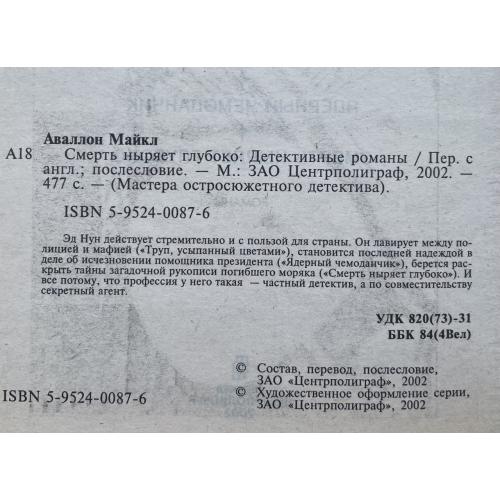 Аваллон Майкл
А18 Смерть ныряет глубоко: Детективные романы / Пер. с
англ.; послесловие. — М.: ЗАО Центрполиграф, 2002. —
477 с. — (Мастера остросюжетного детектива).
ISBN 5-9524-0087-6
Эд Нун действует стремительно и с пользой для страны. Он лавирует между по-
лицией и мафией («Труп, усыпанный цветами»), становится последней надеждой в
деле об исчезновении помощника президента («Ядерный чемоданчик»), берется рас-
крыть тайны загадочной рукописи погибшего моряка («Смерть ныряет глубоко»). И
все потому, что профессия у него такая — частный детектив, а по совместительству
секретный агент.
УДК 820(73)-31
ББК 84(4Вел)
© Состав, перевод, послесловие,
ЗАО «Центрполиграф», 2002
© Художественное оформление серии,
ЗАО «Центрполиграф», 2002
ISBN 5-9524-0087-6